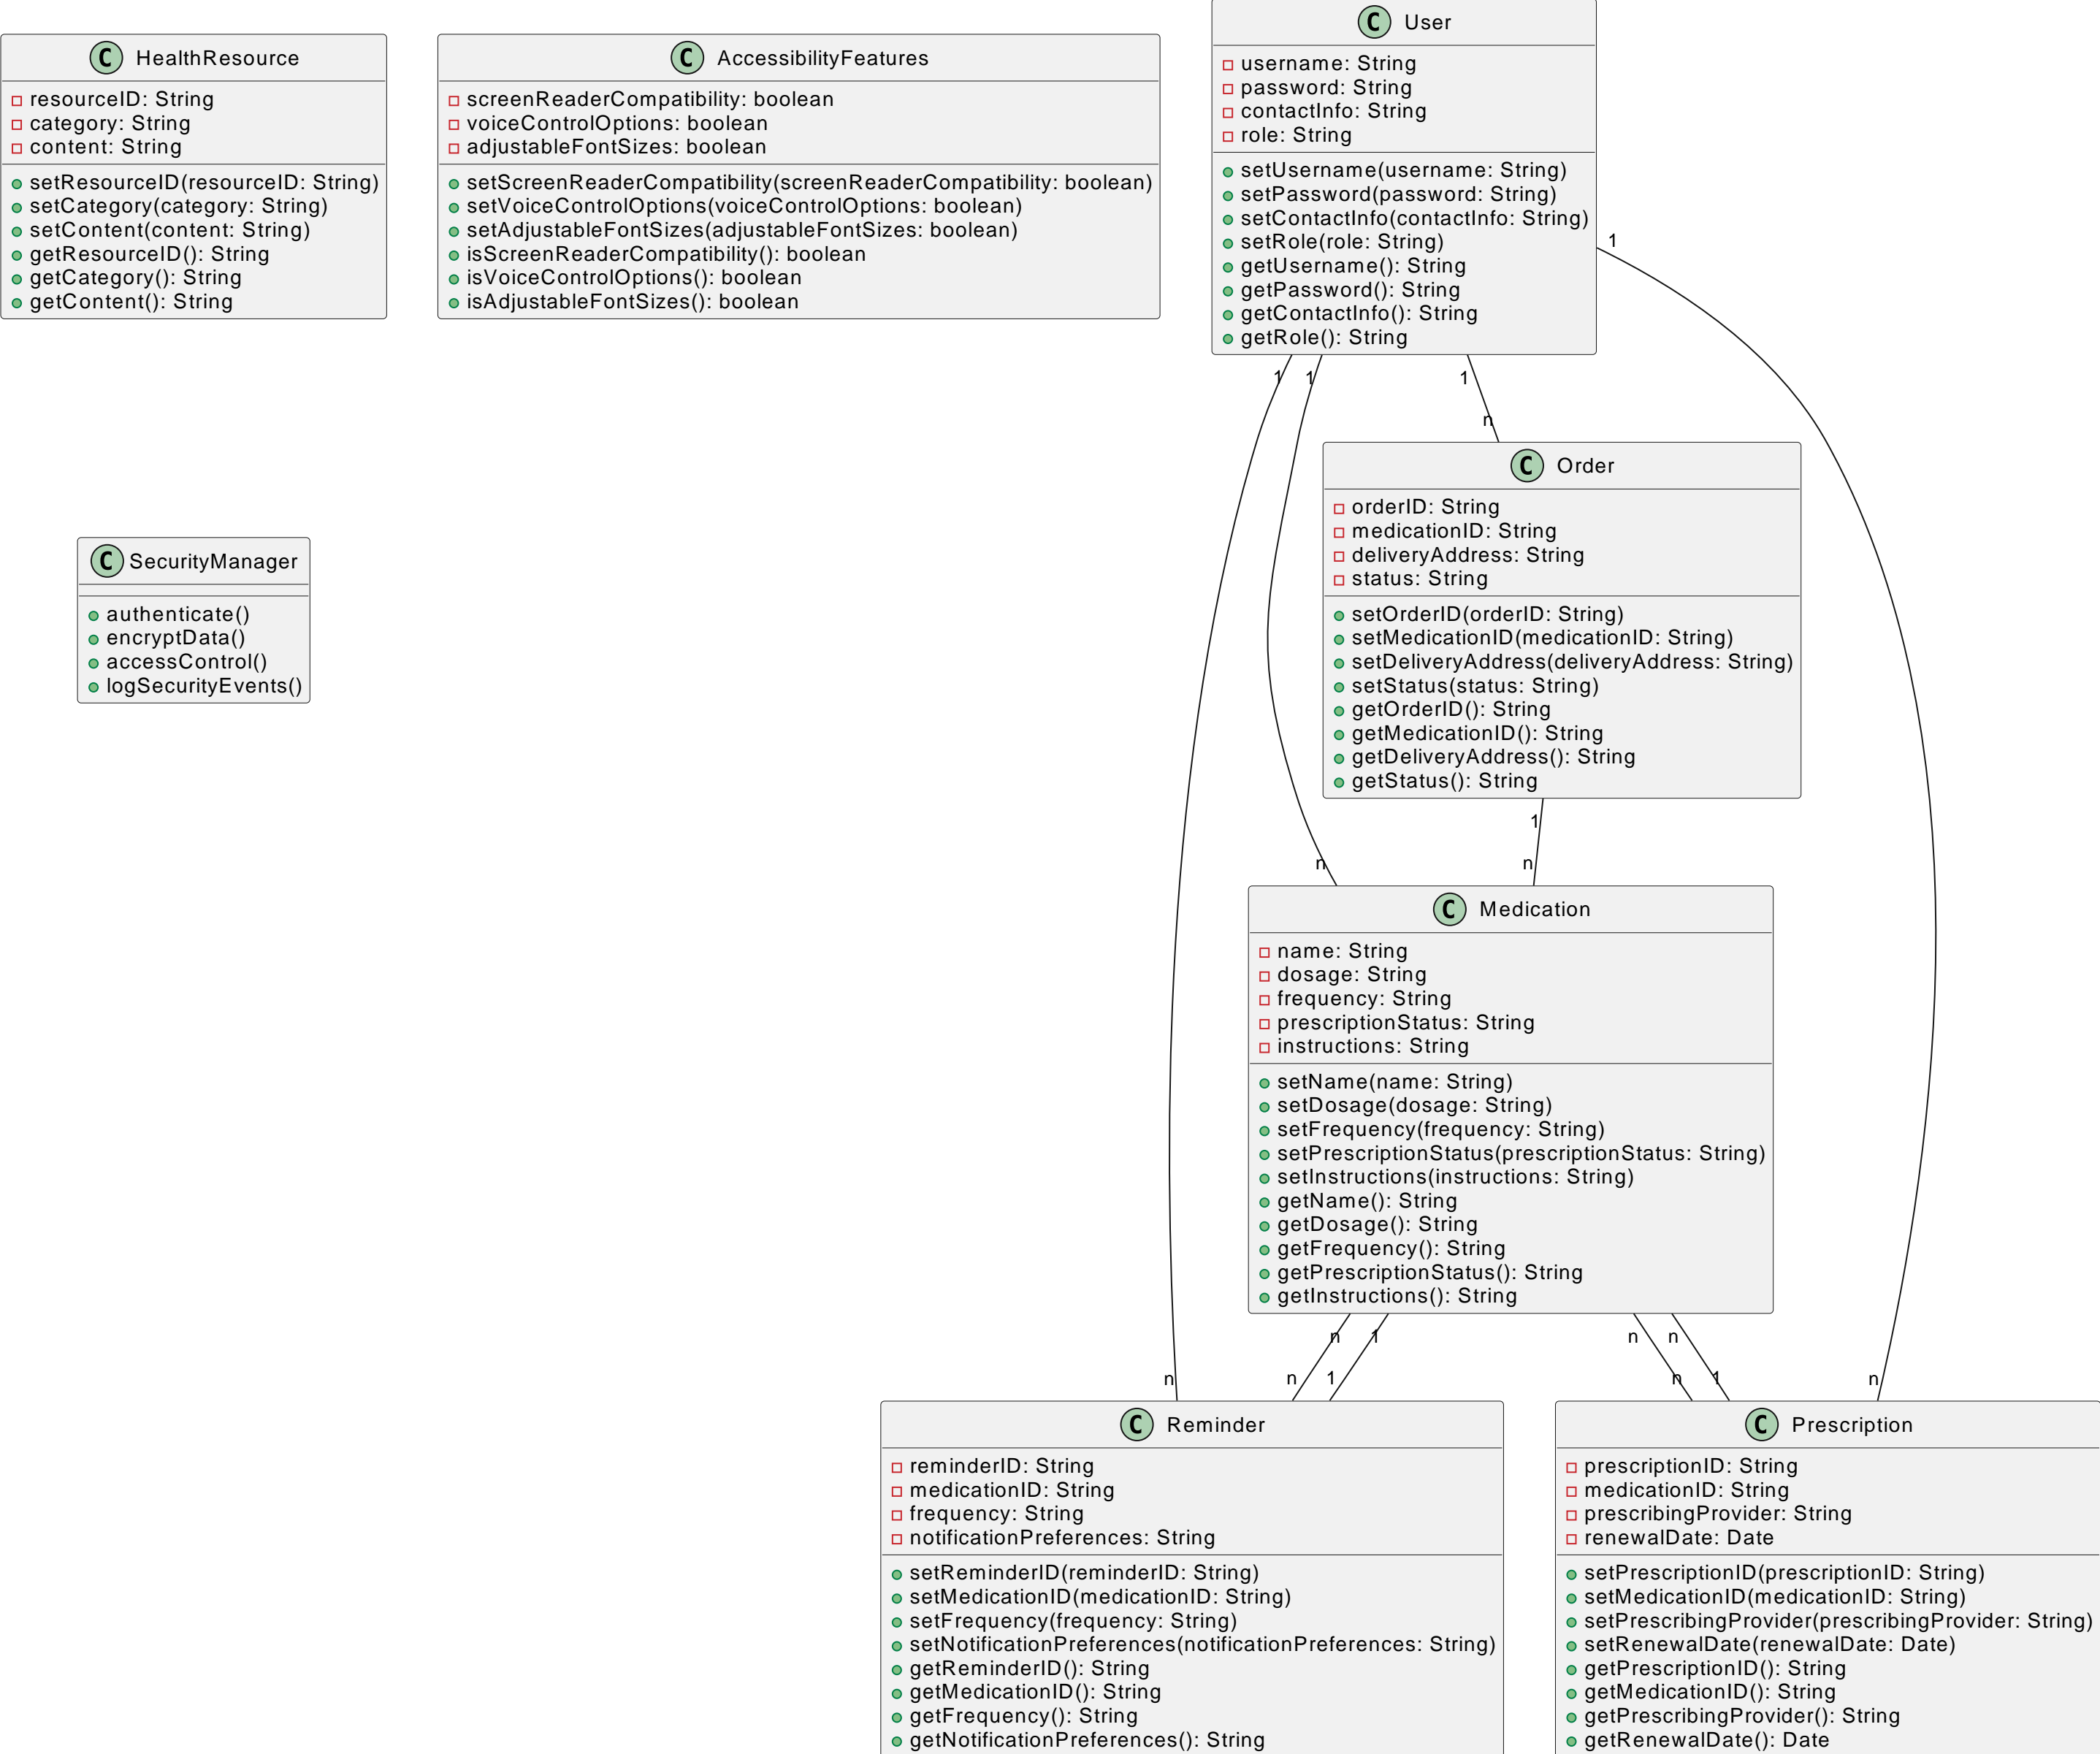 C HealthResource
resourceID: String
category: String
content: String
setResourceID(resourceID: String)
setCategory(category: String)
setContent(content: String)
getResourceID(): String
getCategory(): String
getContent(): String
C AccessibilityFeatures
screenReaderCompatibility: boolean
voiceControlOptions: boolean
adjustableFontSizes: boolean
setScreenReaderCompatibility(screenReaderCompatibility: boolean)
setVoiceControlOptions(voiceControlOptions: boolean)
setAdjustableFontSizes(adjustableFontSizes: boolean)
isScreenReaderCompatibility(): boolean
isVoiceControlOptions(): boolean
isAdjustableFontSizes(): boolean
C User
username: String
password: String
contactInfo: String
role: String
setUsername(username: String)
setPassword(password: String)
setContactInfo(contactInfo: String)
setRole(role: String)
getUsername(): String
getPassword(): String
getContactInfo(): String
getRole(): String
1
1 1 1
n
C Order
orderID: String
medicationID: String
deliveryAddress: String
status: String
setOrderID(orderID: String)
setMedicationID(medicationID: String)
setDeliveryAddress(deliveryAddress: String)
setStatus(status: String)
getOrderID(): String
getMedicationID(): String
getDeliveryAddress(): String
getStatus(): String
C SecurityManager
authenticate()
encryptData()
accessControl()
logSecurityEvents()
1
n n
C Medication
name: String
dosage: String
frequency: String
prescriptionStatus: String
instructions: String
setName(name: String)
setDosage(dosage: String)
setFrequency(frequency: String)
setPrescriptionStatus(prescriptionStatus: String)
setInstructions(instructions: String)
getName(): String
getDosage(): String
getFrequency(): String
getPrescriptionStatus(): String
getInstructions(): String
n 1 n n
n n 1 n 1 n
C Reminder
reminderID: String
medicationID: String
frequency: String
notificationPreferences: String
setReminderID(reminderID: String)
setMedicationID(medicationID: String)
setFrequency(frequency: String)
setNotificationPreferences(notificationPreferences: String)
getReminderID(): String
getMedicationID(): String
getFrequency(): String
getNotificationPreferences(): String
C Prescription
prescriptionID: String
medicationID: String
prescribingProvider: String
renewalDate: Date
setPrescriptionID(prescriptionID: String)
setMedicationID(medicationID: String)
setPrescribingProvider(prescribingProvider: String)
setRenewalDate(renewalDate: Date)
getPrescriptionID(): String
getMedicationID(): String
getPrescribingProvider(): String
getRenewalDate(): Date